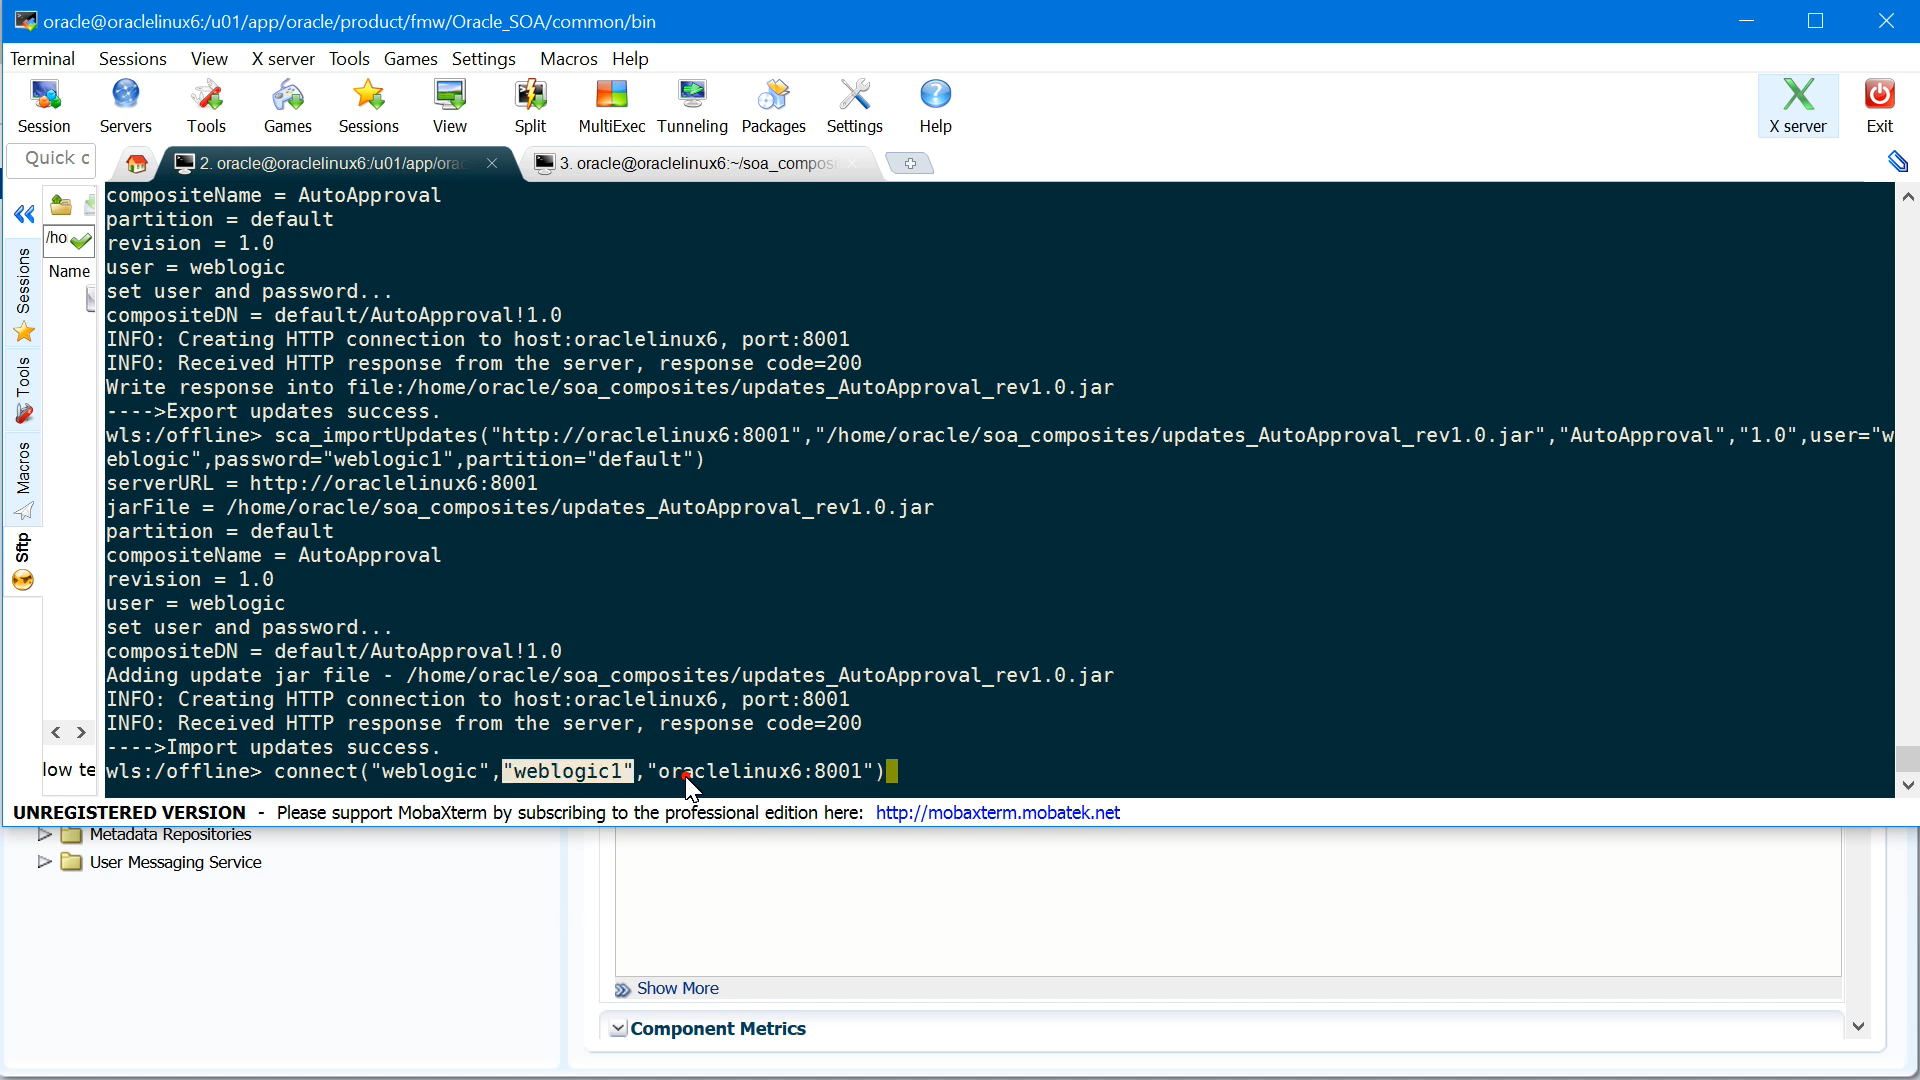 oracle@oraclelinux6:/u01/app/oracle/product/fmw/Oracle_SOA/common/bin
Terminal Sessions View X server Tools Games Settings Macros Help
Session Servers Tools Games Sessions View Split MultiExec Tunneling Packages Settings Help X server Exit
Quick c
2. oracle@oraclelinux6:/u01/app/orac
3. oracle@oraclelinux6:~/soa_compos
/ho
Name
Sessions
Tools
Macros
Sftp
low te
compositeName = AutoApproval
partition = default
revision = 1.0
user = weblogic
set user and password...
compositeDN = default/AutoApproval!1.0
INFO: Creating HTTP connection to host:oraclelinux6, port:8001
INFO: Received HTTP response from the server, response code=200
Write response into file:/home/oracle/soa_composites/updates_AutoApproval_rev1.0.jar
---->Export updates success.
wls:/offline> sca_importUpdates("http://oraclelinux6:8001","/home/oracle/soa_composites/updates_AutoApproval_rev1.0.jar","AutoApproval","1.0",user="w
eblogic",password="weblogic1",partition="default")
serverURL = http://oraclelinux6:8001
jarFile = /home/oracle/soa_composites/updates_AutoApproval_rev1.0.jar
partition = default
compositeName = AutoApproval
revision = 1.0
user = weblogic
set user and password...
compositeDN = default/AutoApproval!1.0
Adding update jar file - /home/oracle/soa_composites/updates_AutoApproval_rev1.0.jar
INFO: Creating HTTP connection to host:oraclelinux6, port:8001
INFO: Received HTTP response from the server, response code=200
---->Import updates success.
wls:/offline> connect("weblogic","weblogic1","oraclelinux6:8001")
UNREGISTERED VERSION - Please support MobaXterm by subscribing to the professional edition here: http://mobaxterm.mobatek.net
Metadata Repositories
User Messaging Service
Show More
Component Metrics